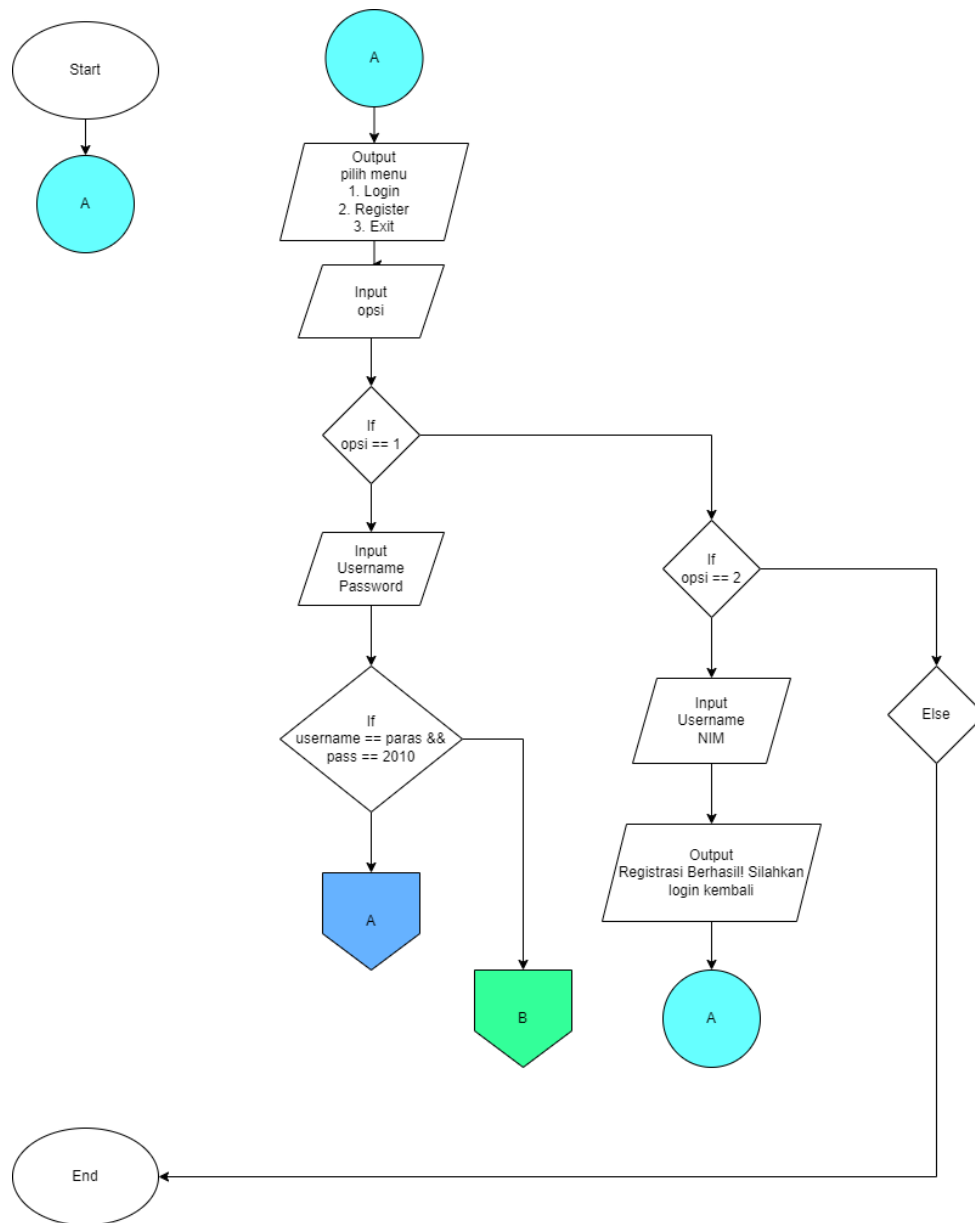 Start
A
A
Output
pilih menu
1. Login
2. Register
3. Exit
Input
opsi
If
opsi == 1
Input
Username
Password
If
username == paras &&
pass == 2010
A
B
If
opsi == 2
Input
Username
NIM
Output
Registrasi Berhasil! Silahkan
login kembali
A
Else
End